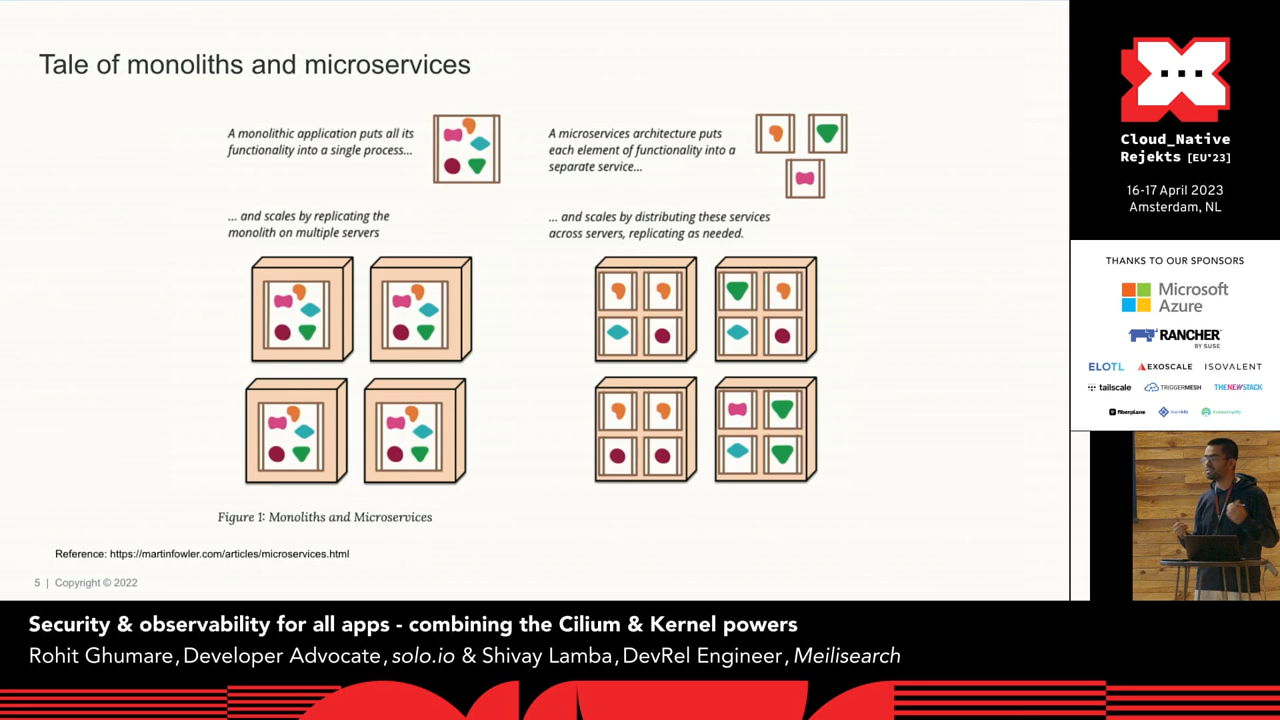 Tale of monoliths and microservices
A monolithic application puts all its
functionality into a single process...
A microservices architecture puts
each element of functionality into a
separate service...
... and scales by replicating the
monolith on multiple servers
... and scales by distributing these services
across servers, replicating as needed.
Figure 1: Monoliths and Microservices
Reference: https://martinfowler.com/articles/microservices.html
5 | Copyright © 2022
Cloud_Native
Rejekts [EU'23]
16-17 April 2023
Amsterdam, NL
THANKS TO OUR SPONSORS
Microsoft
Azure
RANCHER
BY SUSE
ELOTL EXOSCALE ISOVALENT
tailscale TRIGGERMESH THENEWSTACK
fiberplane
Security & observability for all apps - combining the Cilium & Kernel powers
Rohit Ghumare, Developer Advocate, solo.io & Shivay Lamba, DevRel Engineer, Meilisearch